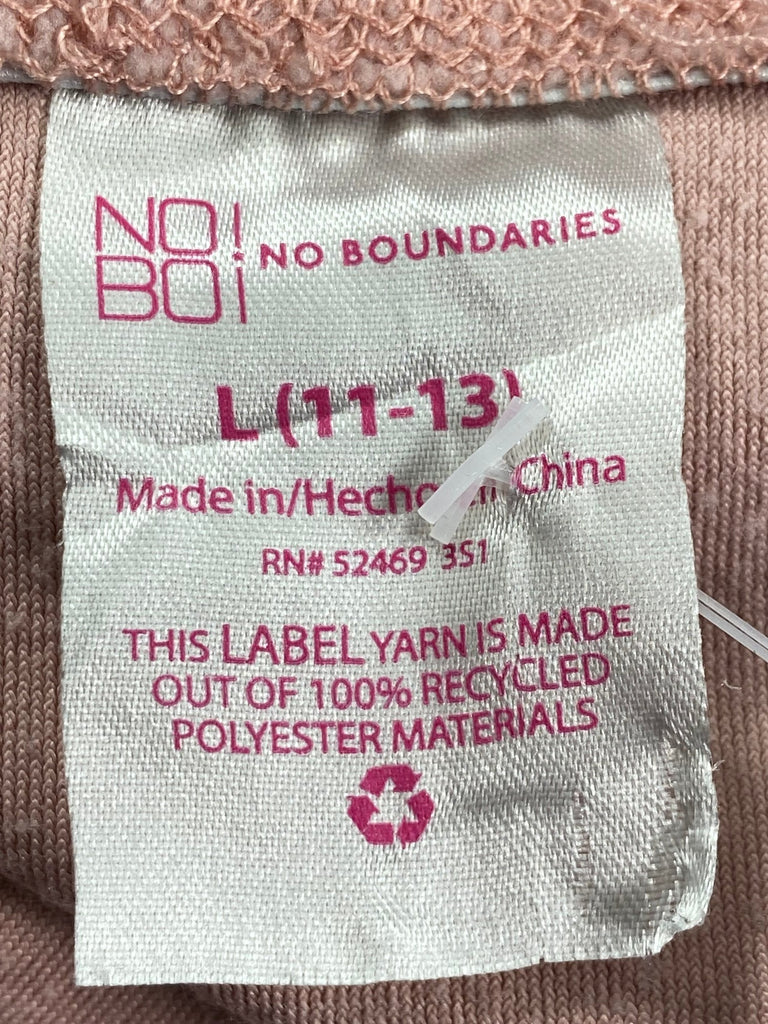 NO!
BO¡
NO BOUNDARIES
L (11-13)
Made in/Hecho en China
RN# 52469 3S1
THIS LABEL YARN IS MADE
OUT OF 100% RECYCLED
POLYESTER MATERIALS